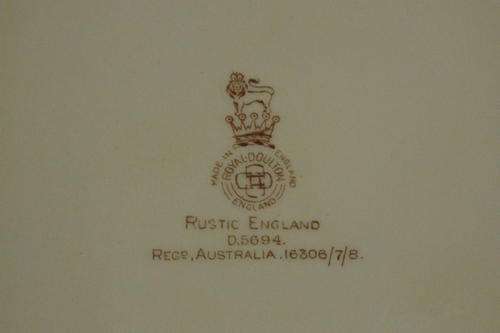 MADE IN ENGLAND
ROYAL DOULTON
ENGLAND
RUSTIC ENGLAND
D.5694.
REGD, AUSTRALIA .16306/7/8.